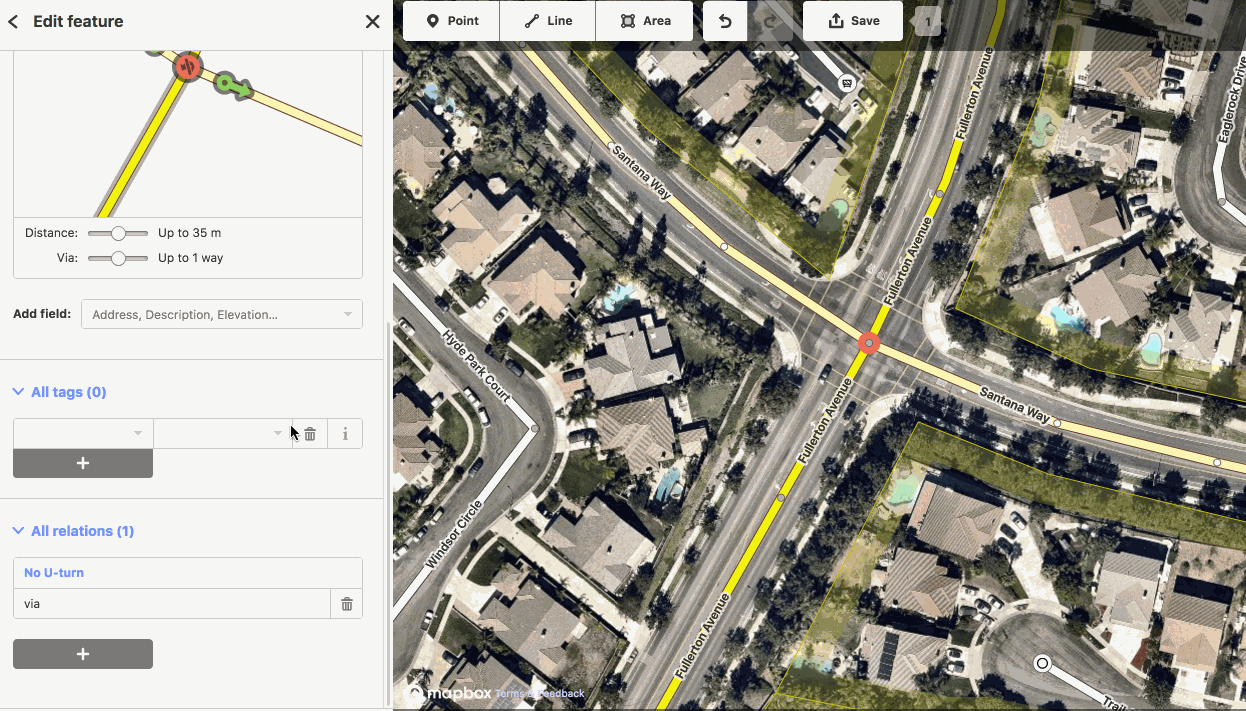 Edit feature
Point
Line
Area
Save
1
Distance:
Up to 35 m
Via:
Up to 1 way
Add field:
Address, Description, Elevation...
All tags (0)
+
i
All relations (1)
No U-turn
via
+
Santana Way
Fullerton Avenue
Eaglerock Drive
Fullerton Avenue
Hyde Park Court
Santana Way
Fullerton Avenue
Windsor Circle
Fullerton Avenue
mapbox
Terms & Feedback